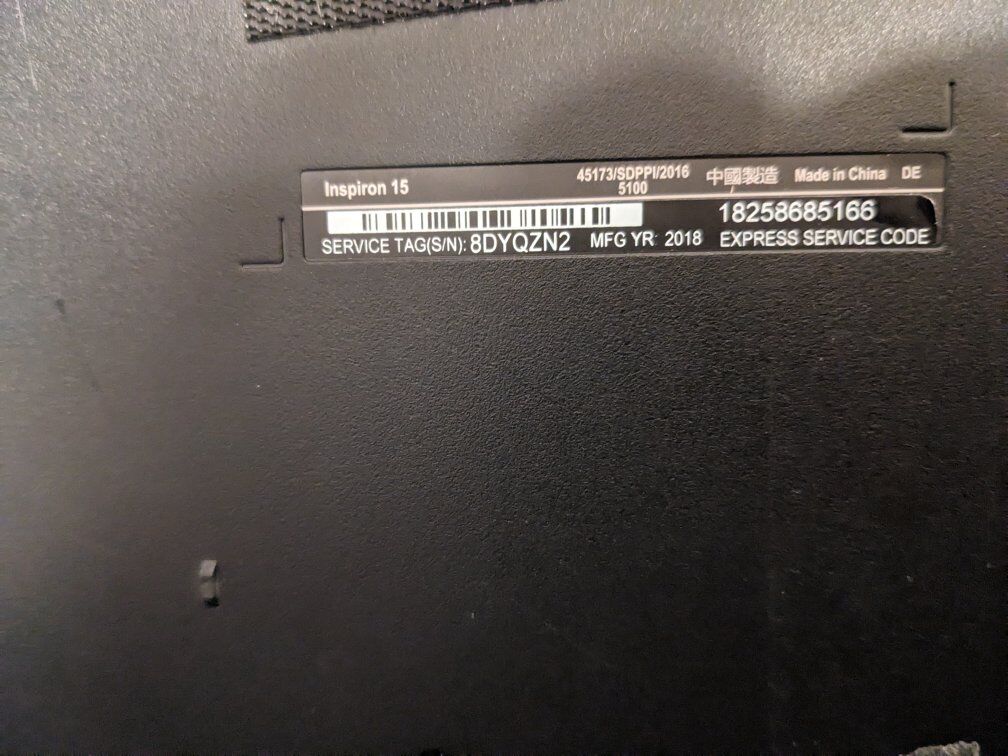 Inspiron 15 45173/SDPPI/2016 中國製造 Made in China DE
5100
18258685166
SERVICE TAG(S/N): 8DYQZN2 MFG YR: 2018 EXPRESS SERVICE CODE